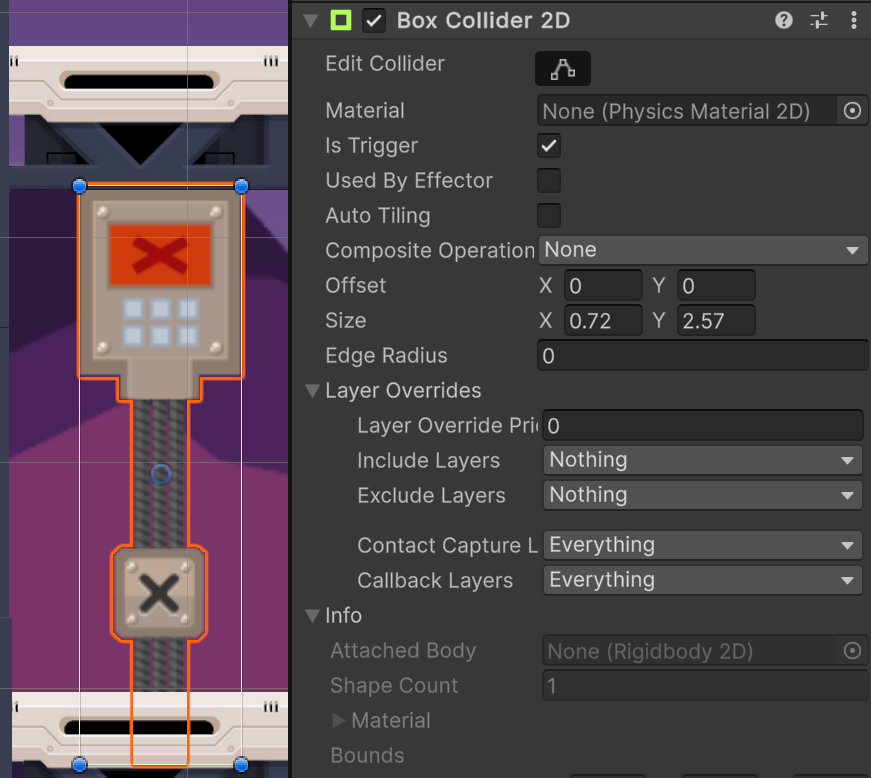 Box Collider 2D
Edit Collider
Material None (Physics Material 2D)
Is Trigger
Used By Effector
Auto Tiling
Composite Operation None
Offset X 0 Y 0
Size X 0.72 Y 2.57
Edge Radius 0
Layer Overrides
Layer Override Pri 0
Include Layers Nothing
Exclude Layers Nothing
Contact Capture L Everything
Callback Layers Everything
Info
Attached Body None (Rigidbody 2D)
Shape Count 1
Material
Bounds